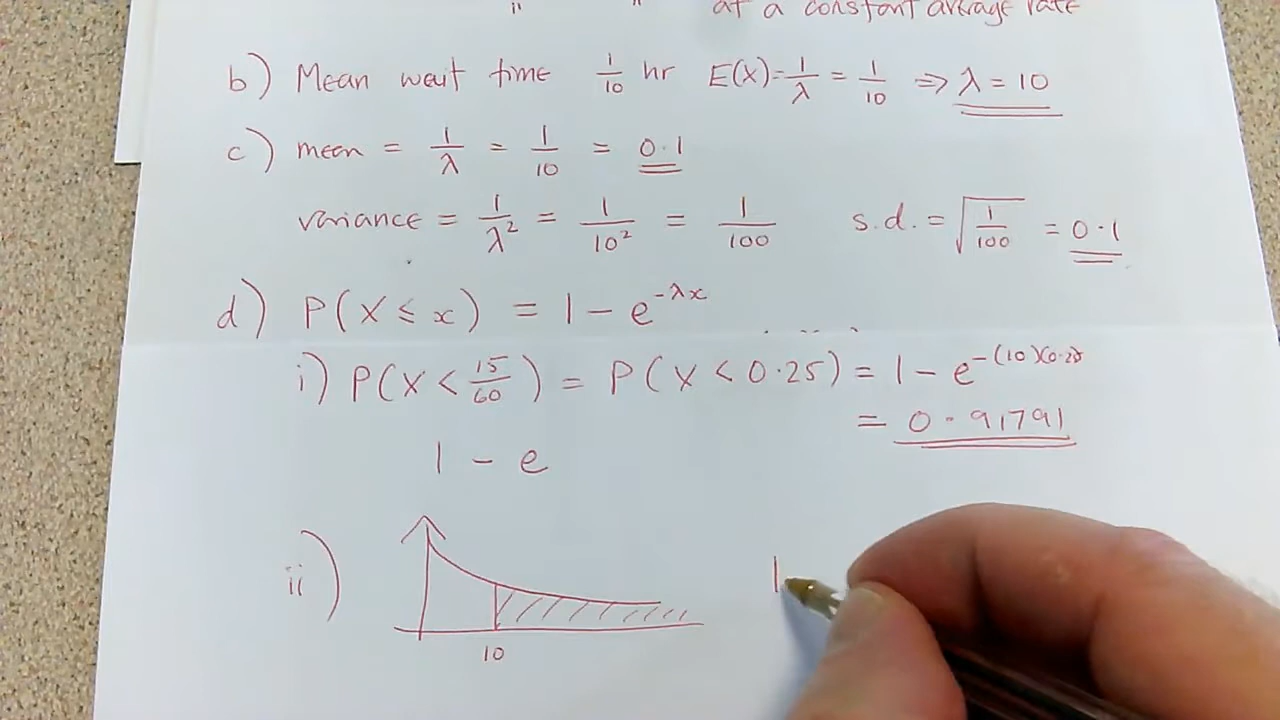 at a constant average rate
b) Mean wait time 1/10 hr E(X)=1/λ = 1/10 ⇒ λ = 10
c) mean = 1/λ = 1/10 = 0.1
variance = 1/λ² = 1/10² = 1/100 s.d. = √(1/100) = 0.1
d) P(X ≤ x) = 1 - e^-λx
i) P(X < 15/60) = P(X < 0.25) = 1 - e^-(10)(0.25)
= 0.91791
1 - e
ii)
10